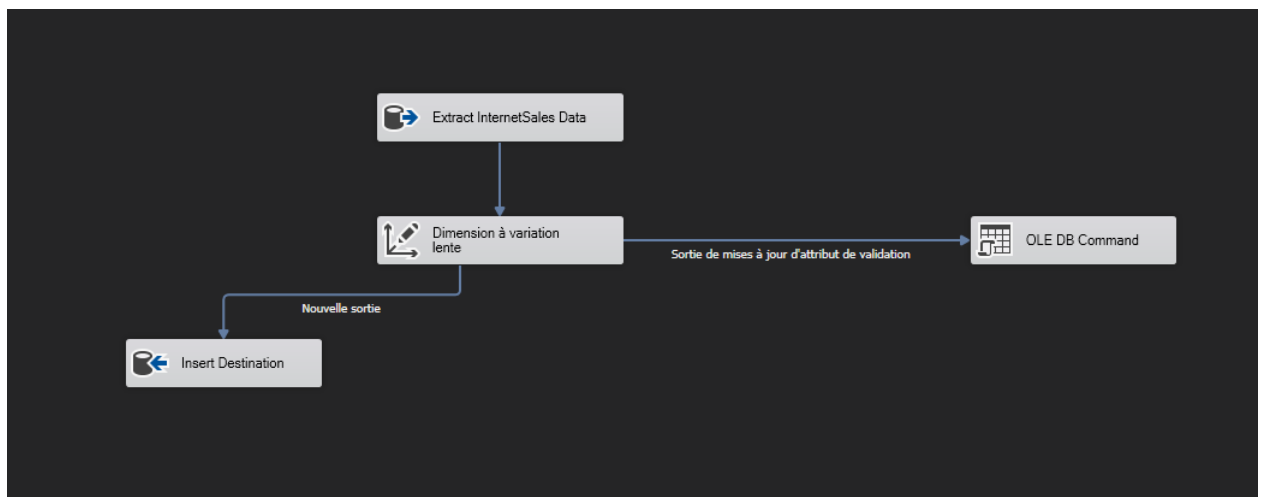 Extract InternetSales Data
Dimension à variation
lente
OLE DB Command
Sortie de mises à jour d'attribut de validation
Nouvelle sortie
Insert Destination